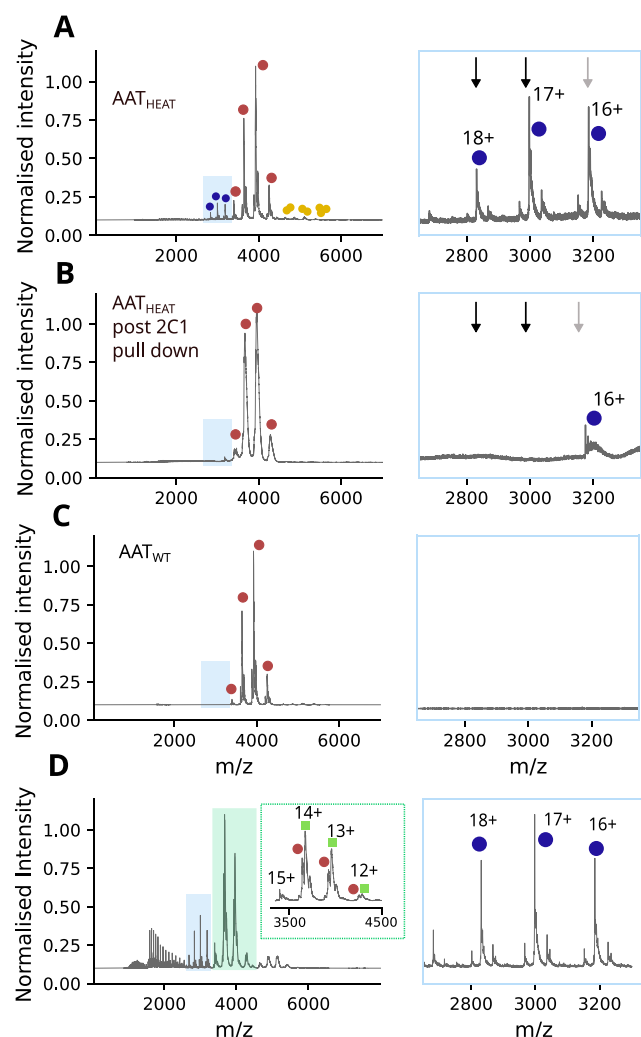 A
Normalised intensity
1.00
0.75
0.50
0.25
0.00
AAT_HEAT
2000 4000 6000
18+ 17+ 16+
2800 3000 3200
B
Normalised intensity
1.00
0.75
0.50
0.25
0.00
AAT_HEAT
post 2C1
pull down
2000 4000 6000
16+
2800 3000 3200
C
Normalised intensity
1.00
0.75
0.50
0.25
0.00
AAT_WT
2000 4000 6000
m/z
2800 3000 3200
m/z
D
Normalised Intensity
1.00
0.75
0.50
0.25
0.00
14+
13+
15+ 12+
3500 4500
2000 4000 6000
m/z
18+ 17+ 16+
2800 3000 3200
m/z